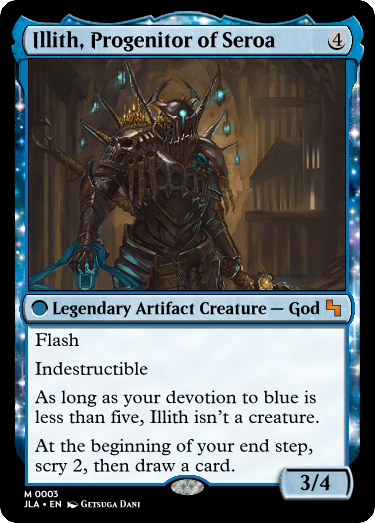 Illith, Progenitor of Seroa 4
Legendary Artifact Creature — God
Flash
Indestructible
As long as your devotion to blue is
less than five, Illith isn't a creature.
At the beginning of your end step,
scry 2, then draw a card.
3/4
M 0003
JLA • EN Getsuga Dani